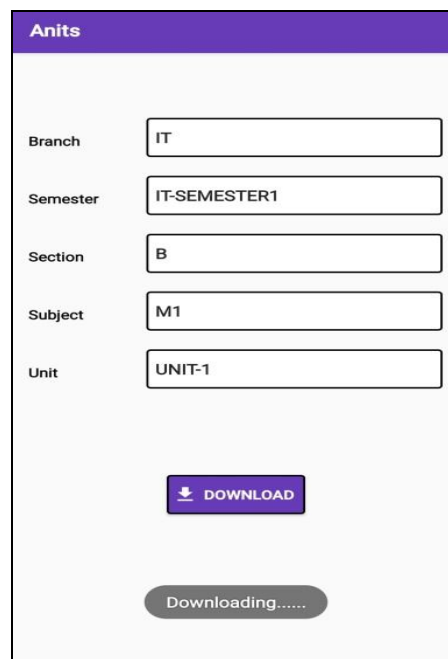 Anits
Branch IT
Semester IT-SEMESTER1
Section B
Subject M1
Unit UNIT-1
DOWNLOAD
Downloading......